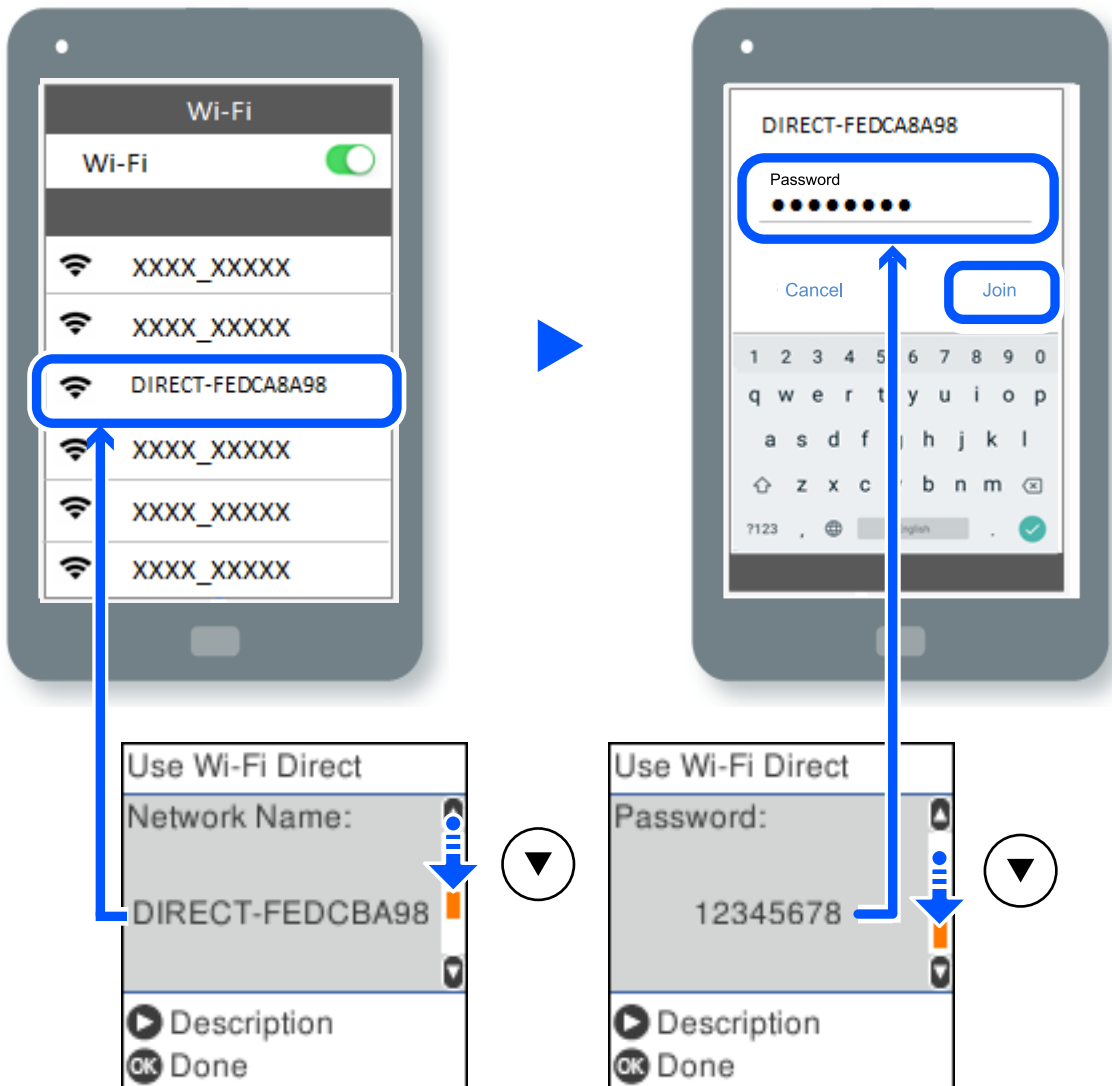 Wi-Fi
Wi-Fi
XXXX_XXXXX
XXXX_XXXXX
DIRECT-FEDCA8A98
XXXX_XXXXX
XXXX_XXXXX
XXXX_XXXXX
DIRECT-FEDCA8A98
Password
●●●●●●●●
Cancel Join
1 2 3 4 5 6 7 8 9 0
q w e r t y u i o p
a s d f h j k l
z x c b n m
?123 , .
Use Wi-Fi Direct
Network Name:
DIRECT-FEDCBA98
Description
OK Done
Use Wi-Fi Direct
Password:
12345678
Description
OK Done